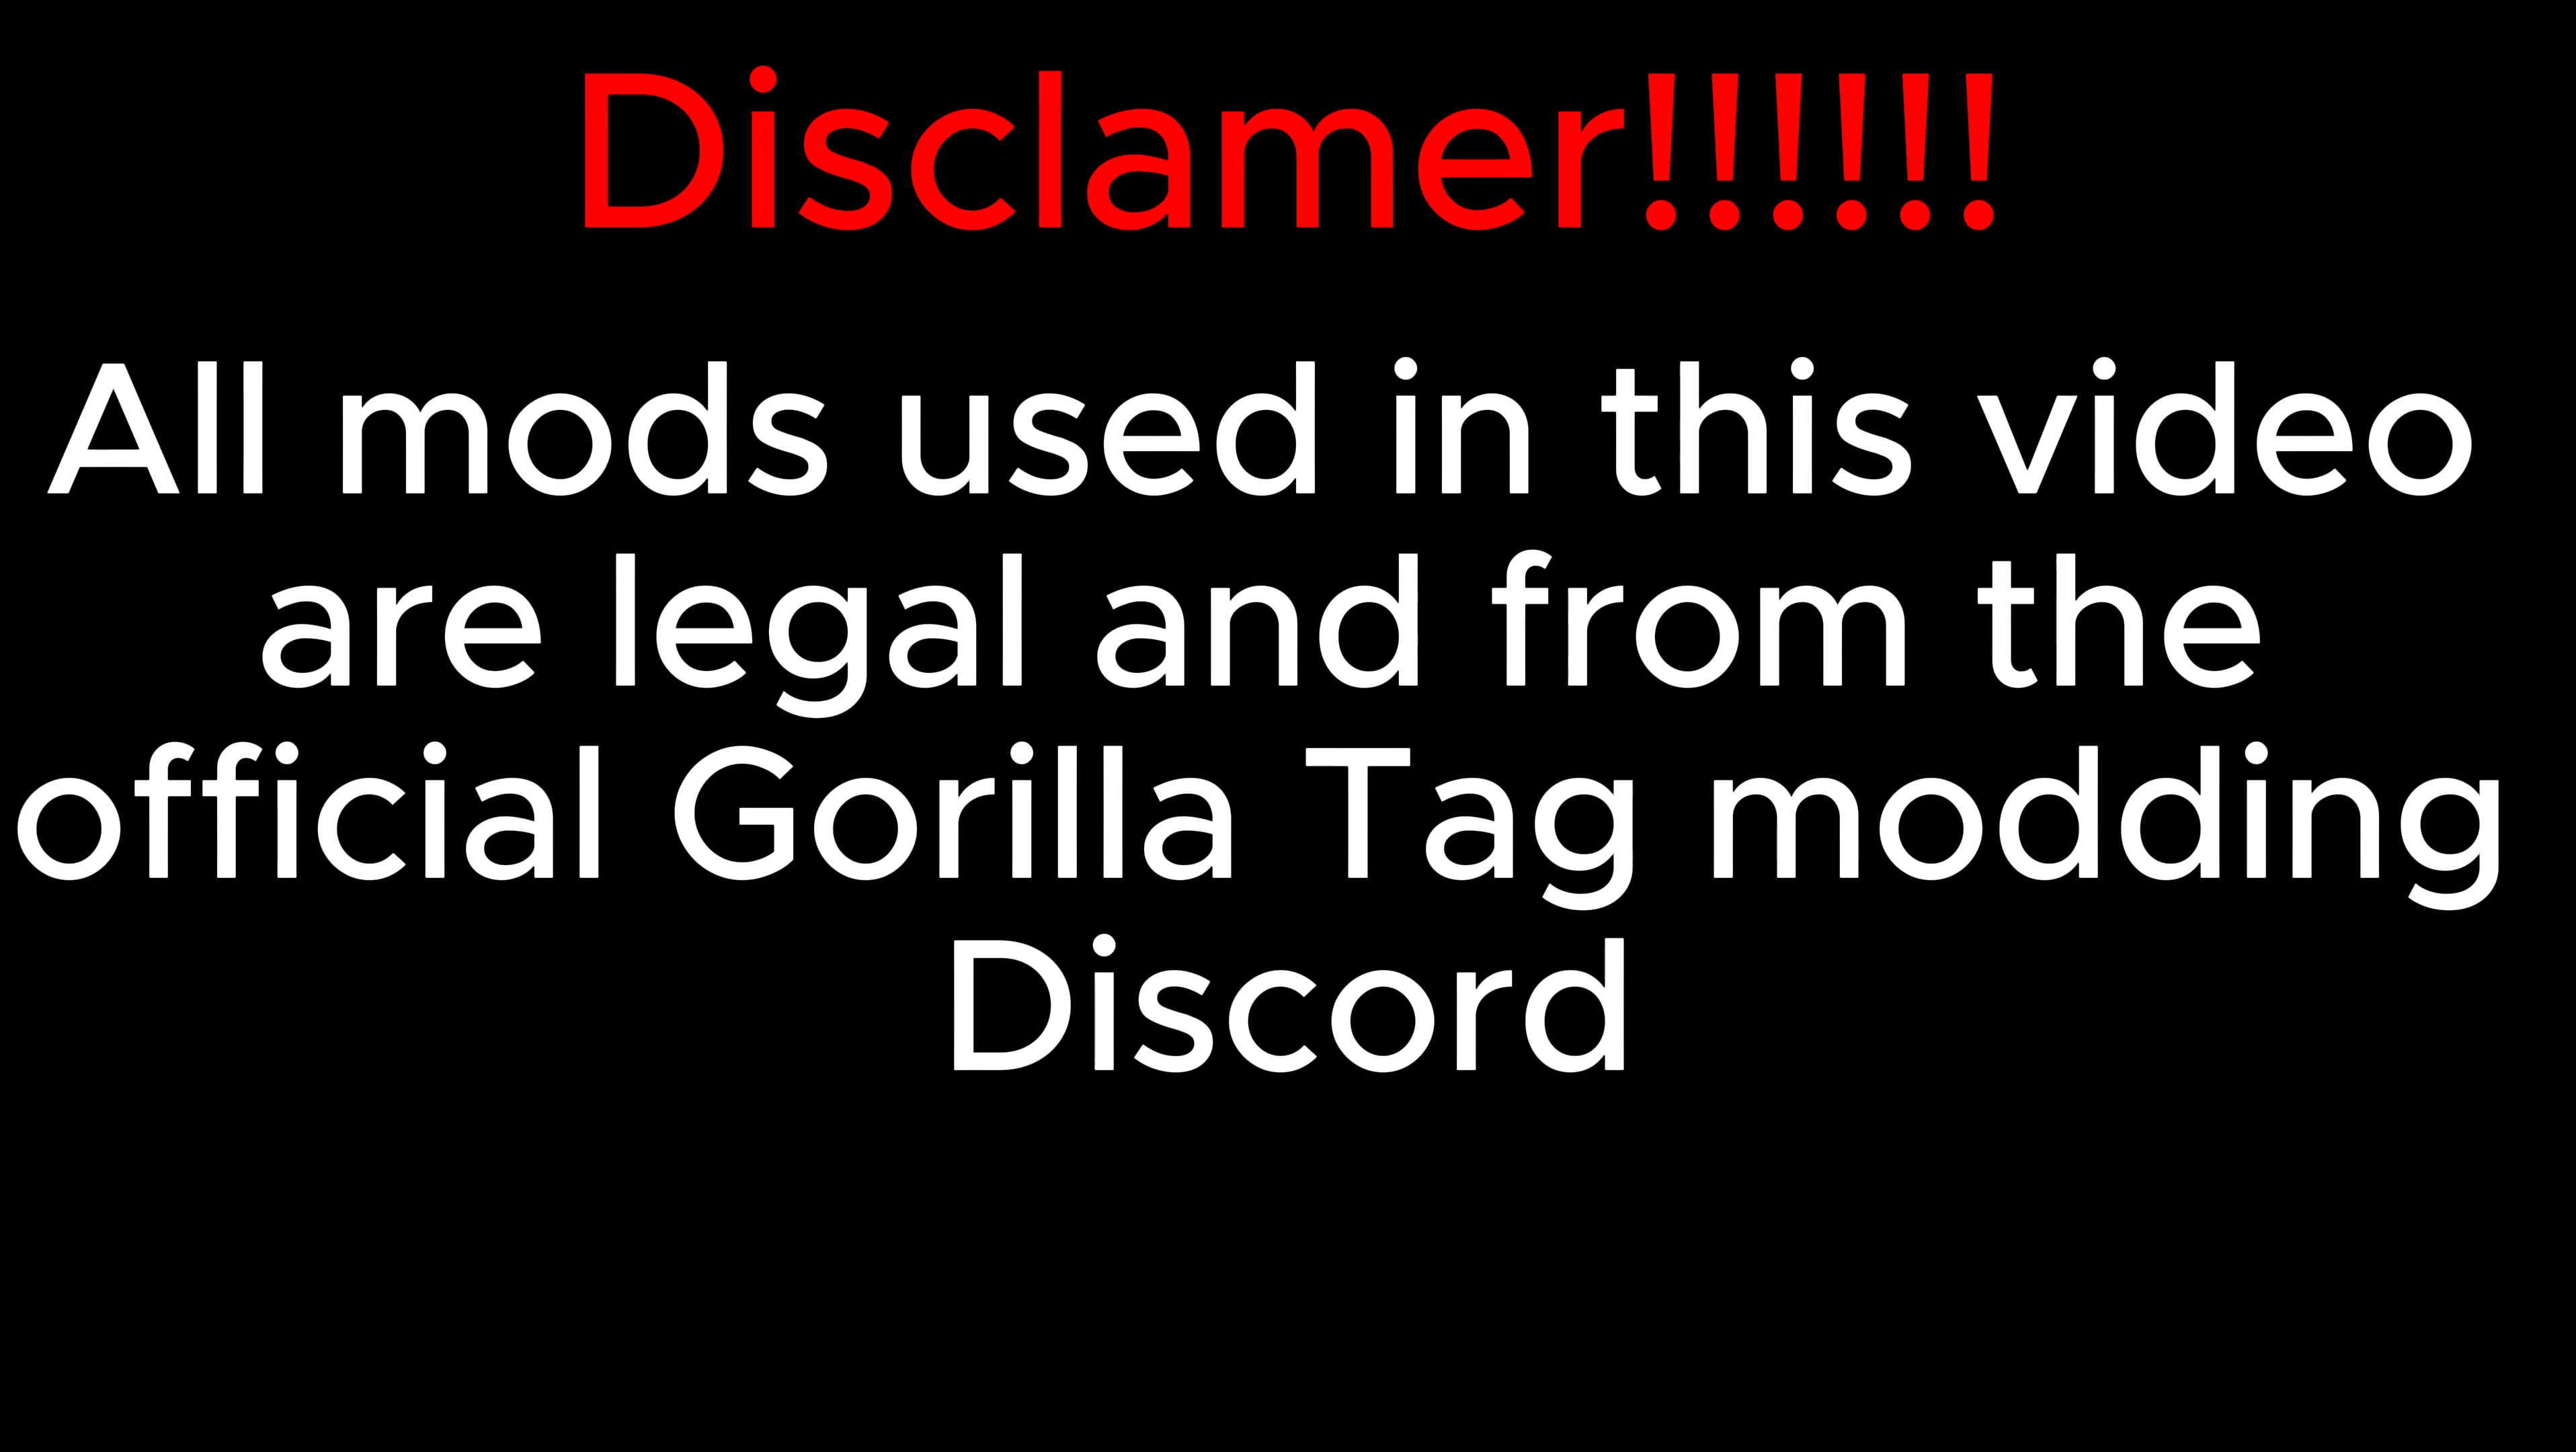 Disclamer!!!!!!
All mods used in this video
are legal and from the
official Gorilla Tag modding
Discord